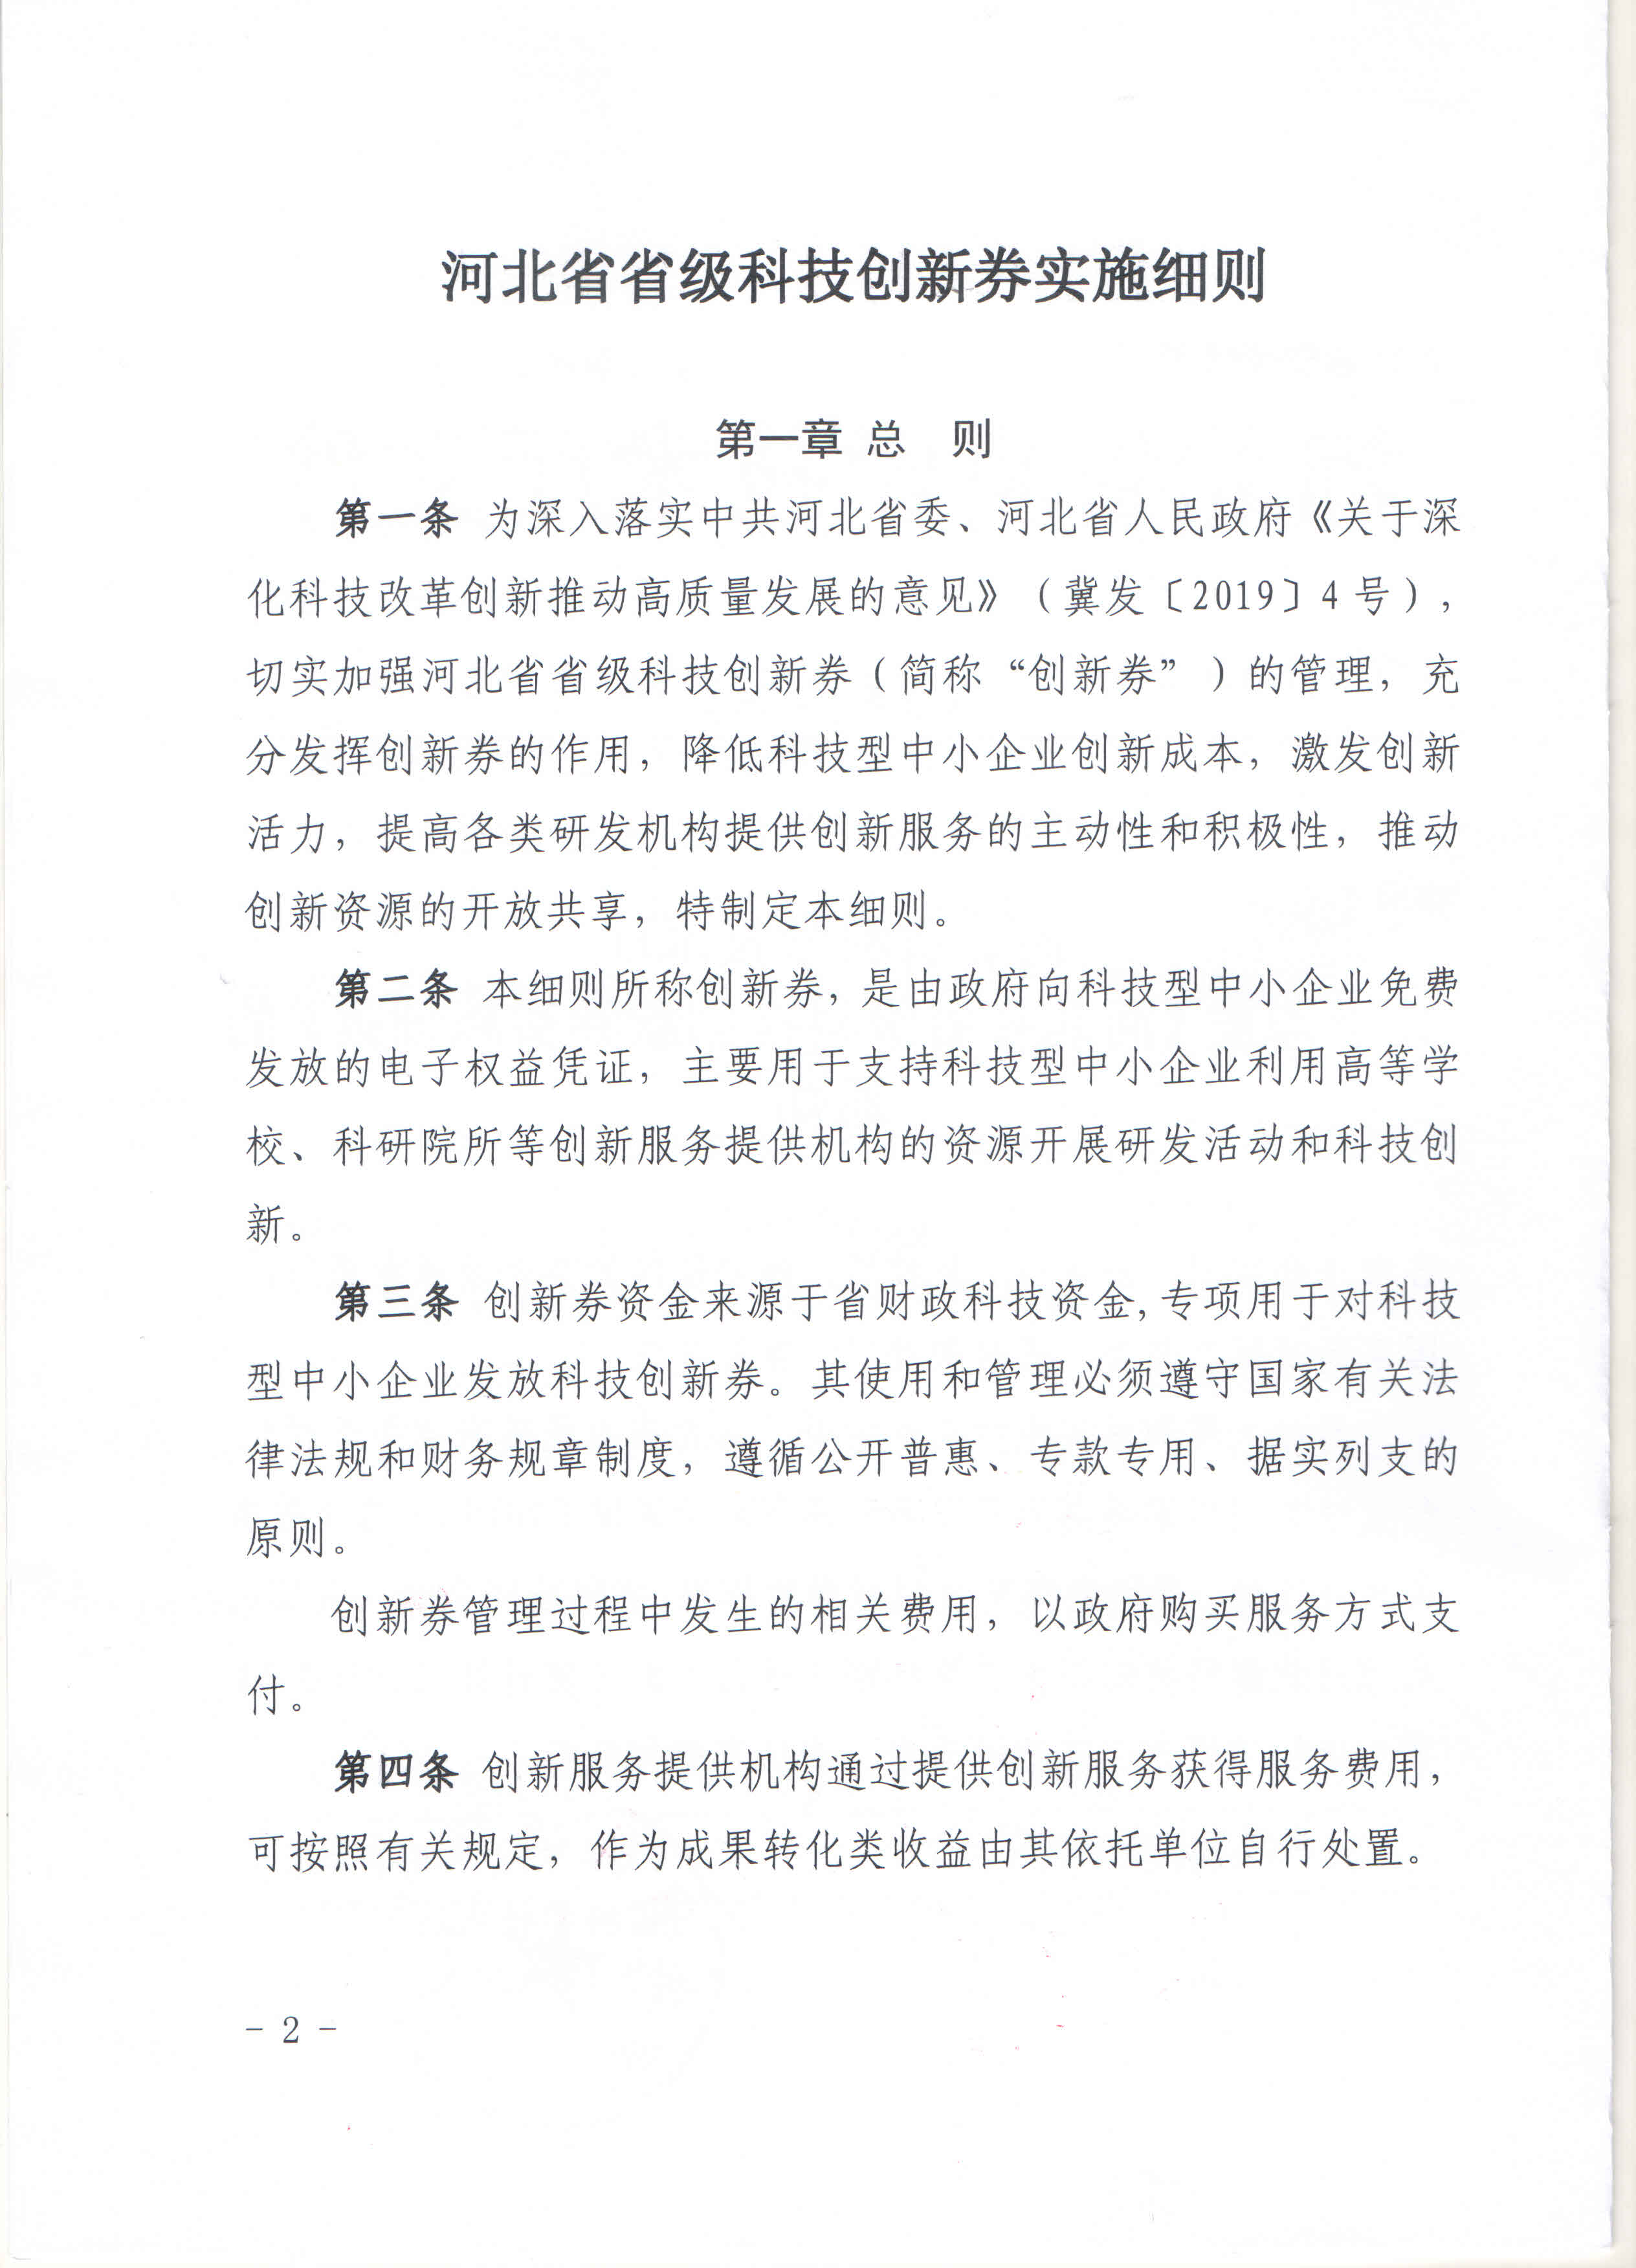 河北省省级科技创新券实施细则
第一章 总　则
第一条 为深入落实中共河北省委、河北省人民政府《关于深
化科技改革创新推动高质量发展的意见》（冀发〔2019〕4号），
切实加强河北省省级科技创新券（简称“创新券”）的管理，充
分发挥创新券的作用，降低科技型中小企业创新成本，激发创新
活力，提高各类研发机构提供创新服务的主动性和积极性，推动
创新资源的开放共享，特制定本细则。
第二条 本细则所称创新券，是由政府向科技型中小企业免费
发放的电子权益凭证，主要用于支持科技型中小企业利用高等学
校、科研院所等创新服务提供机构的资源开展研发活动和科技创
新。
第三条 创新券资金来源于省财政科技资金，专项用于对科技
型中小企业发放科技创新券。其使用和管理必须遵守国家有关法
律法规和财务规章制度，遵循公开普惠、专款专用、据实列支的
原则。
创新券管理过程中发生的相关费用，以政府购买服务方式支
付。
第四条 创新服务提供机构通过提供创新服务获得服务费用，
可按照有关规定，作为成果转化类收益由其依托单位自行处置。
- 2 -